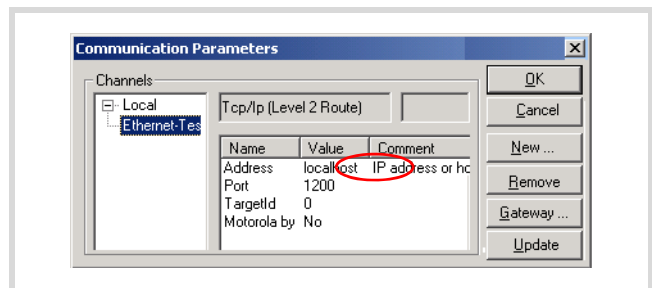 Communication Parameters
Channels
Local
Ethernet-Tes
Tcp/Ip (Level 2 Route)
Name Value Comment
Address localhost IP address or hc
Port 1200
TargetId 0
Motorola by No
OK
Cancel
New ...
Remove
Gateway ...
Update